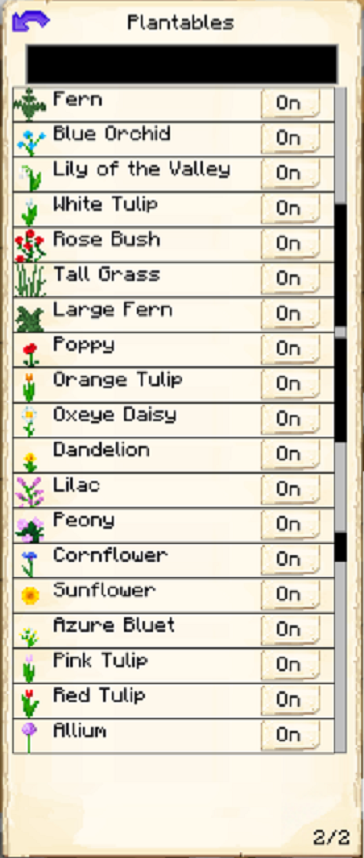 Plantables
Fern On
Blue Orchid On
Lily of the Valley On
White Tulip On
Rose Bush On
Tall Grass On
Large Fern On
Poppy On
Orange Tulip On
Oxeye Daisy On
Dandelion On
Lilac On
Peony On
Cornflower On
Sunflower On
Azure Bluet On
Pink Tulip On
Red Tulip On
Allium On
2/2